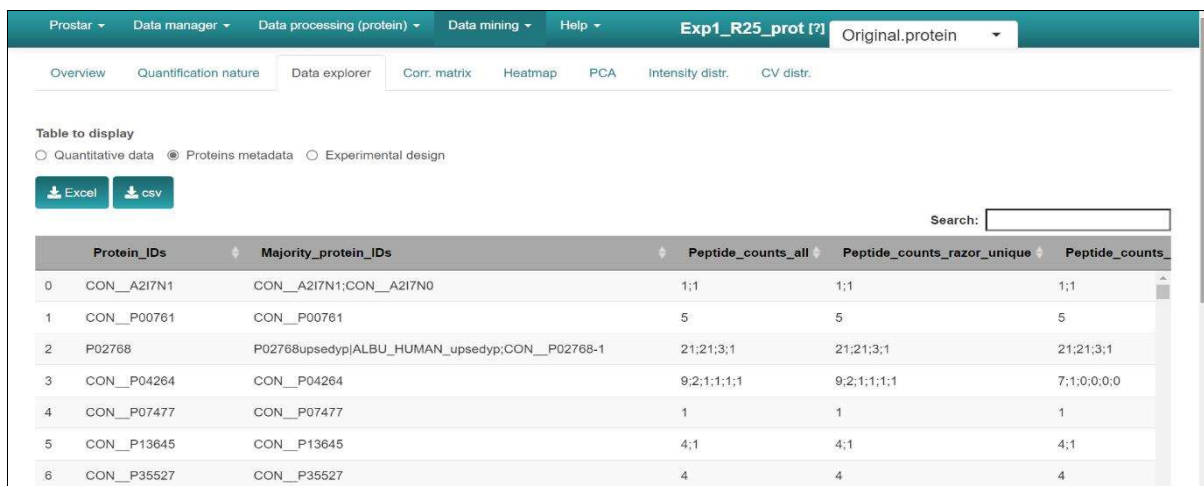 Prostar Data manager Data processing (protein) Data mining Help Exp1_R25_prot [?] Original.protein
Overview Quantification nature Data explorer Corr. matrix Heatmap PCA Intensity distr. CV distr.
Table to display
Quantitative data Proteins metadata Experimental design
Excel csv
Search:
Protein_IDs Majority_protein_IDs Peptide_counts_all Peptide_counts_razor_unique Peptide_counts_
0 CON__A2I7N1 CON__A2I7N1;CON__A2I7N0 1;1 1;1 1;1
1 CON__P00761 CON__P00761 5 5 5
2 P02768 P02768upsedyp|ALBU_HUMAN_upsedyp;CON__P02768-1 21;21;3;1 21;21;3;1 21;21;3;1
3 CON__P04264 CON__P04264 9;2;1;1;1;1 9;2;1;1;1;1 7;1;0;0;0;0
4 CON__P07477 CON__P07477 1 1 1
5 CON__P13645 CON__P13645 4;1 4;1 4;1
6 CON__P35527 CON__P35527 4 4 4